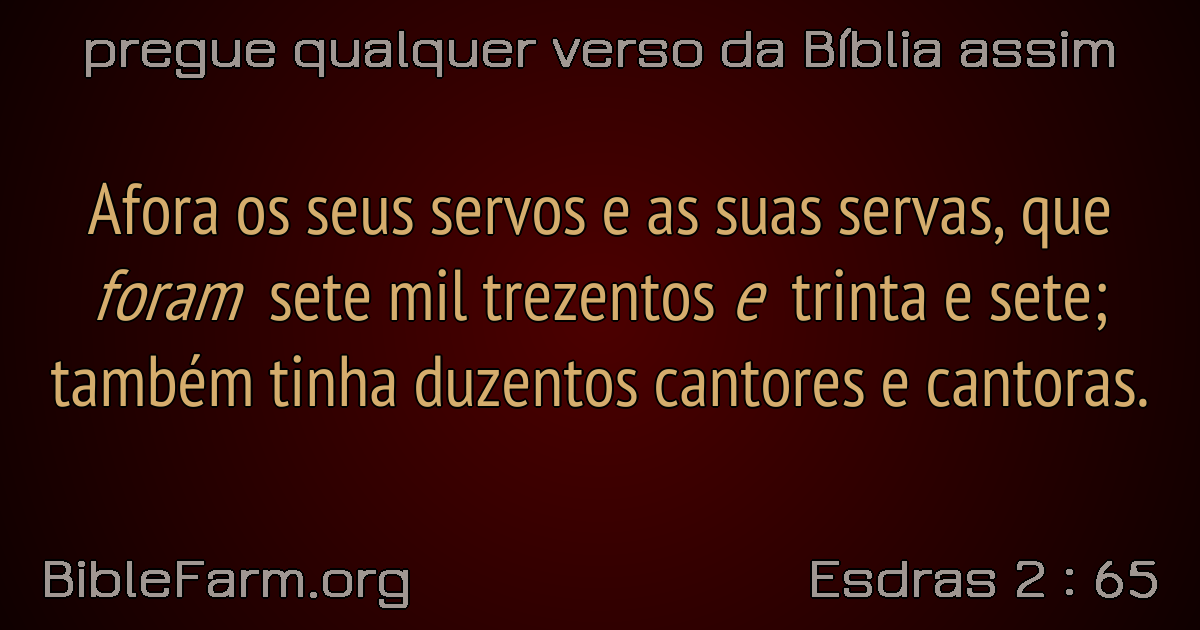 pregue qualquer verso da Bíblia assim
Afora os seus servos e as suas servas, que
foram sete mil trezentos e trinta e sete;
também tinha duzentos cantores e cantoras.
BibleFarm.org
Esdras 2 : 65